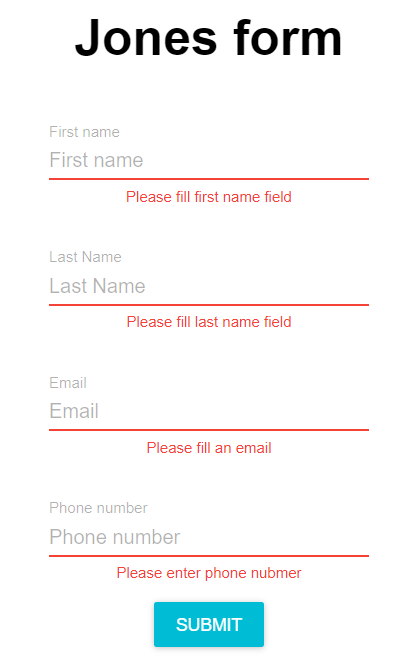 Jones form
First name
First name
Please fill first name field
Last Name
Last Name
Please fill last name field
Email
Email
Please fill an email
Phone number
Phone number
Please enter phone nubmer
SUBMIT